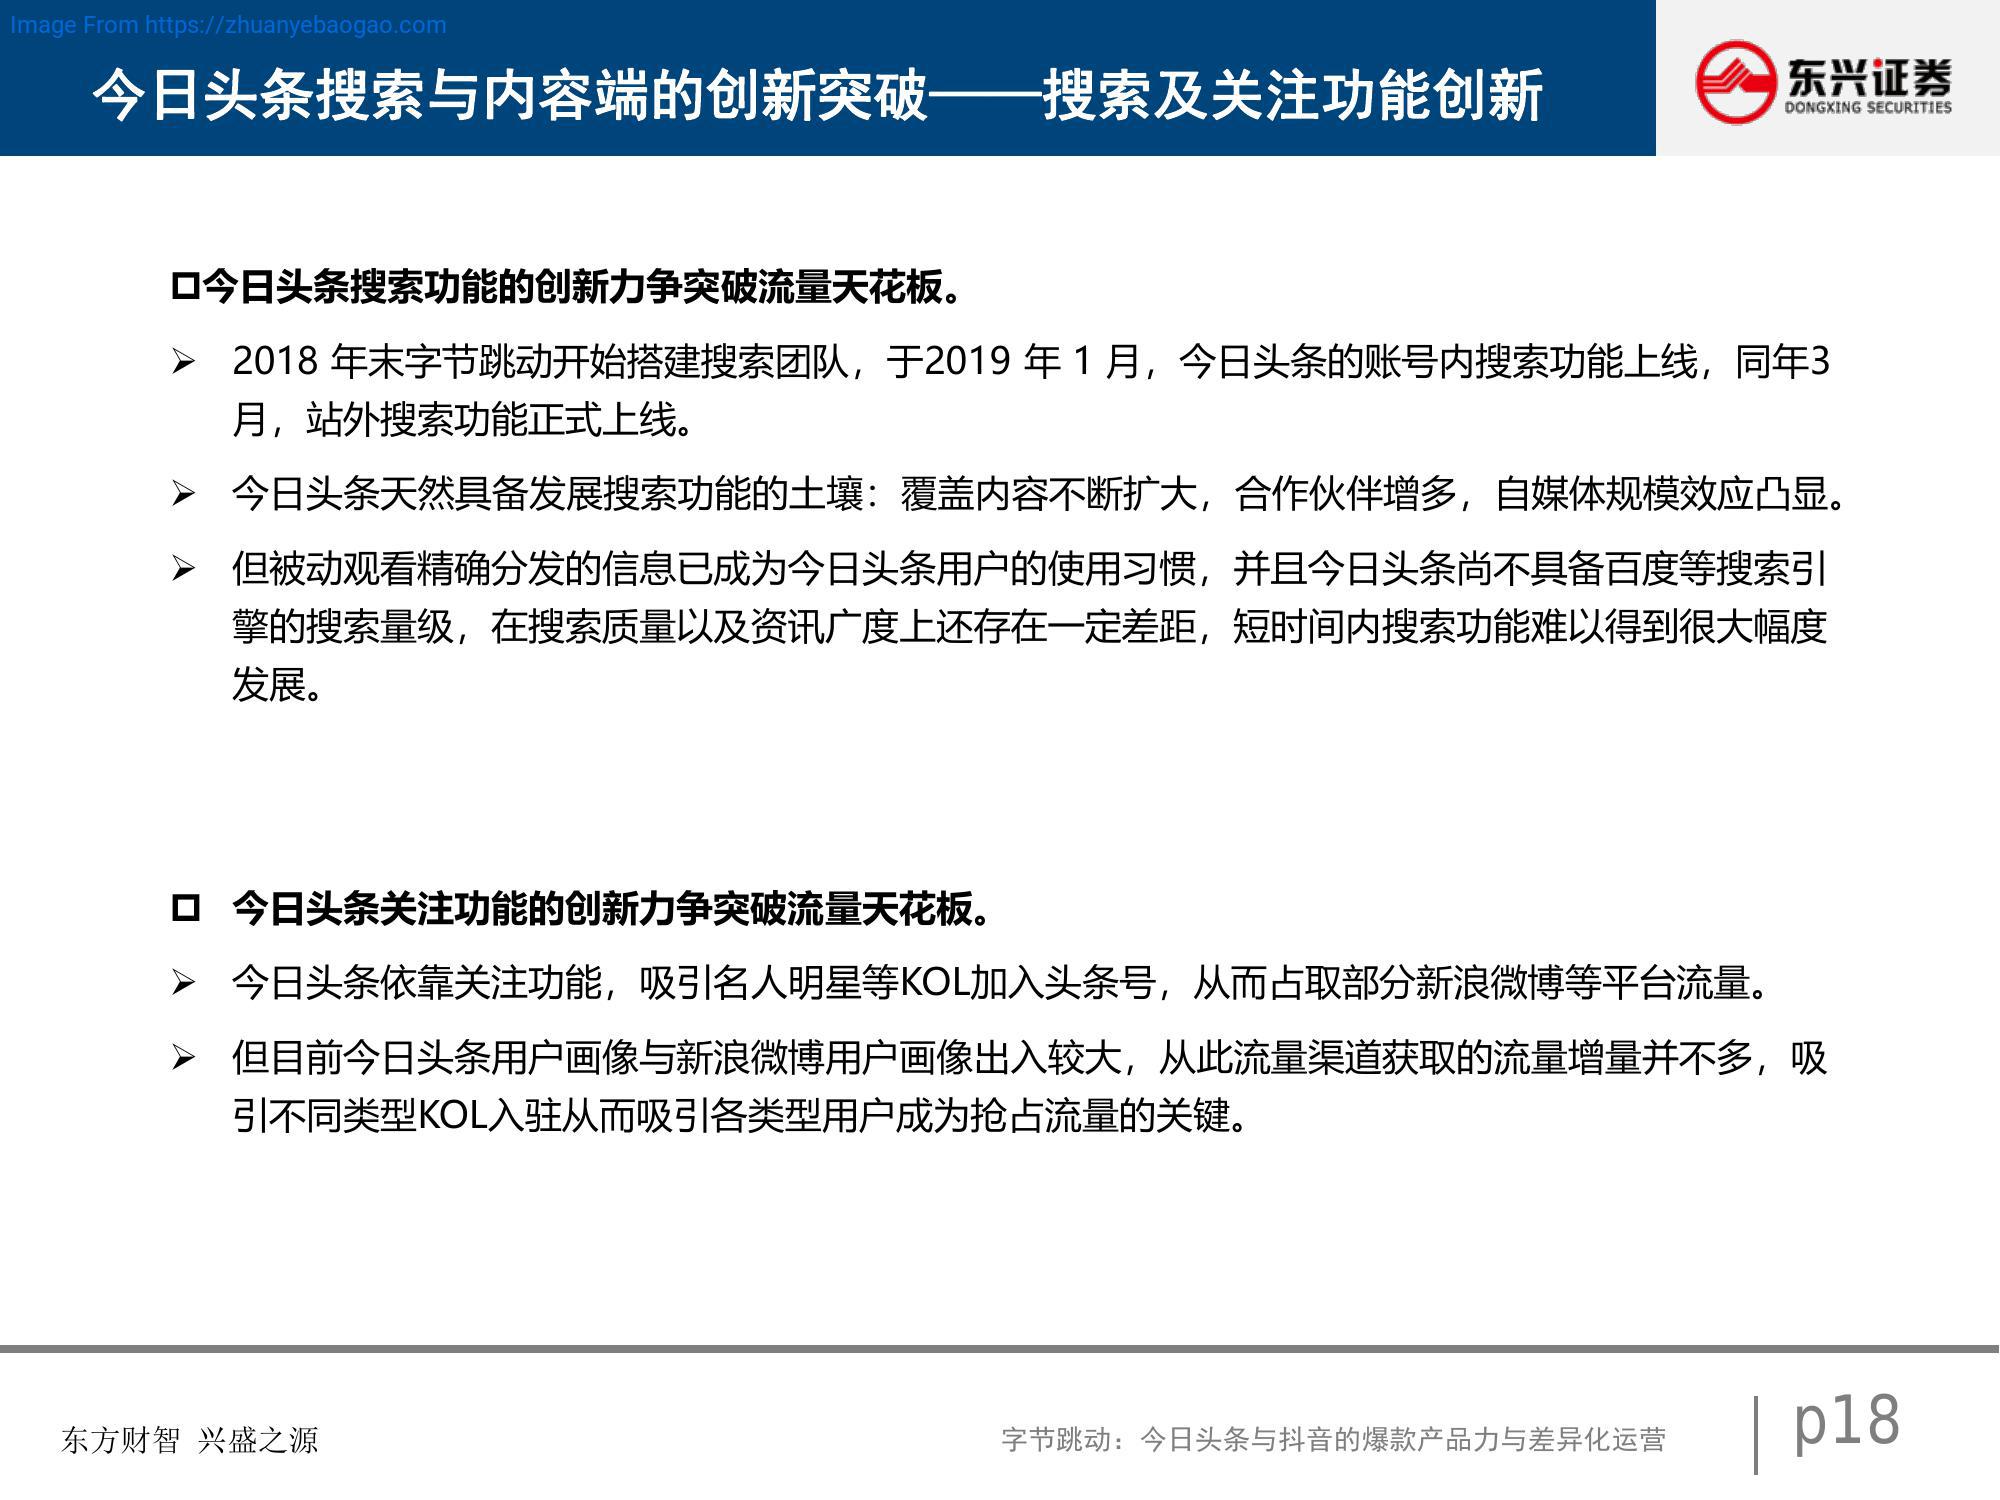 Image From https://zhuanyebaogao.com
今日头条搜索与内容端的创新突破——搜索及关注功能创新
东兴证券
DONGXING SECURITIES
今日头条搜索功能的创新力争突破流量天花板。
2018 年末字节跳动开始搭建搜索团队，于2019 年 1 月，今日头条的账号内搜索功能上线，同年3
月，站外搜索功能正式上线。
今日头条天然具备发展搜索功能的土壤：覆盖内容不断扩大，合作伙伴增多，自媒体规模效应凸显。
但被动观看精确分发的信息已成为今日头条用户的使用习惯，并且今日头条尚不具备百度等搜索引
擎的搜索量级，在搜索质量以及资讯广度上还存在一定差距，短时间内搜索功能难以得到很大幅度
发展。
今日头条关注功能的创新力争突破流量天花板。
今日头条依靠关注功能，吸引名人明星等KOL加入头条号，从而占取部分新浪微博等平台流量。
但目前今日头条用户画像与新浪微博用户画像出入较大，从此流量渠道获取的流量增量并不多，吸
引不同类型KOL入驻从而吸引各类型用户成为抢占流量的关键。
东方财智 兴盛之源
字节跳动：今日头条与抖音的爆款产品力与差异化运营
p18